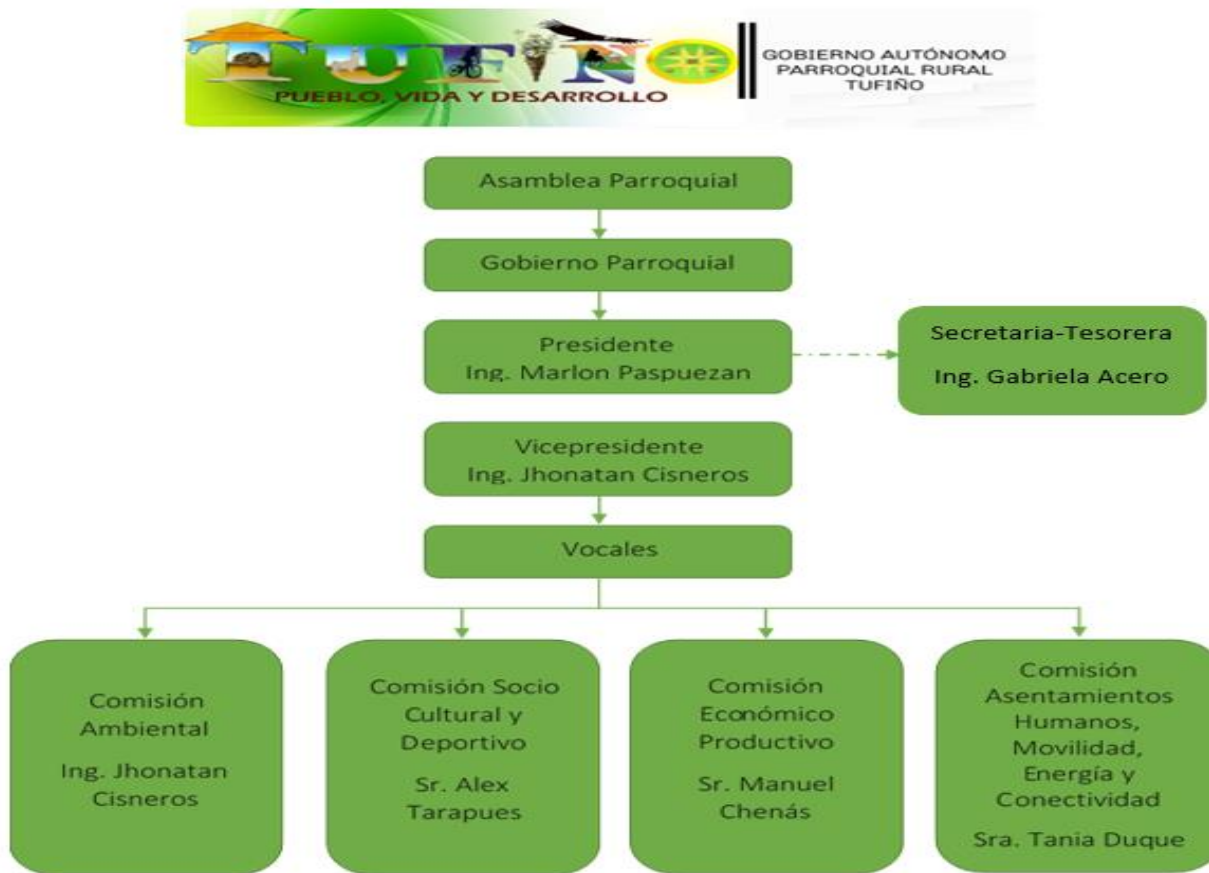 TUFIÑO
PUEBLO, VIDA Y DESARROLLO
GOBIERNO AUTÓNOMO
PARROQUIAL RURAL
TUFIÑO
Asamblea Parroquial
Gobierno Parroquial
Presidente
Ing. Marlon Paspuezan
Secretaria-Tesorera
Ing. Gabriela Acero
Vicepresidente
Ing. Jhonatan Cisneros
Vocales
Comisión
Ambiental
Ing. Jhonatan
Cisneros
Comisión Socio
Cultural y
Deportivo
Sr. Alex
Tarapues
Comisión
Económico
Productivo
Sr. Manuel
Chenás
Comisión
Asentamientos
Humanos,
Movilidad,
Energía y
Conectividad
Sra. Tania Duque